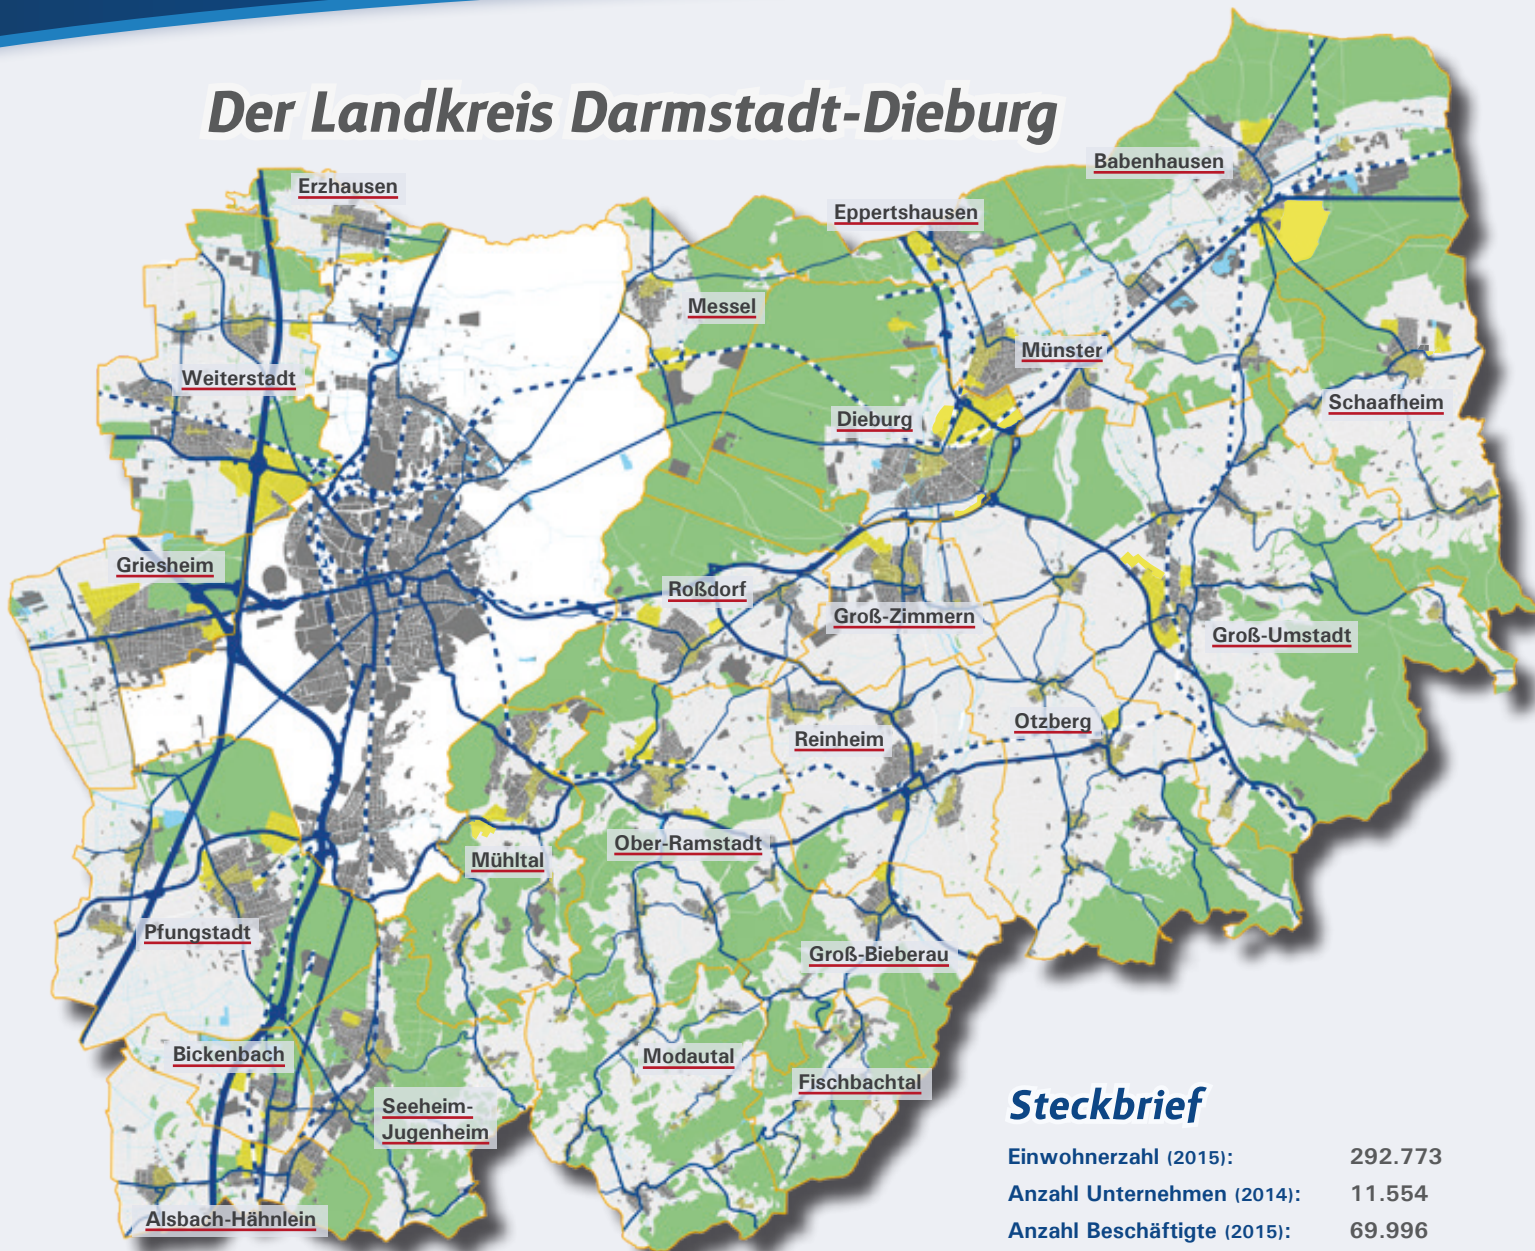 Der Landkreis Darmstadt-Dieburg
Babenhausen
Erzhausen
Eppertshausen
Messel
Münster
Weiterstadt
Schaafheim
Dieburg
Griesheim
Roßdorf
Groß-Zimmern
Groß-Umstadt
Otzberg
Reinheim
Ober-Ramstadt
Mühltal
Pfungstadt
Groß-Bieberau
Bickenbach
Modautal
Fischbachtal
Seeheim-
Jugenheim
Alsbach-Hähnlein
Steckbrief
Einwohnerzahl (2015): 292.773
Anzahl Unternehmen (2014): 11.554
Anzahl Beschäftigte (2015): 69.996